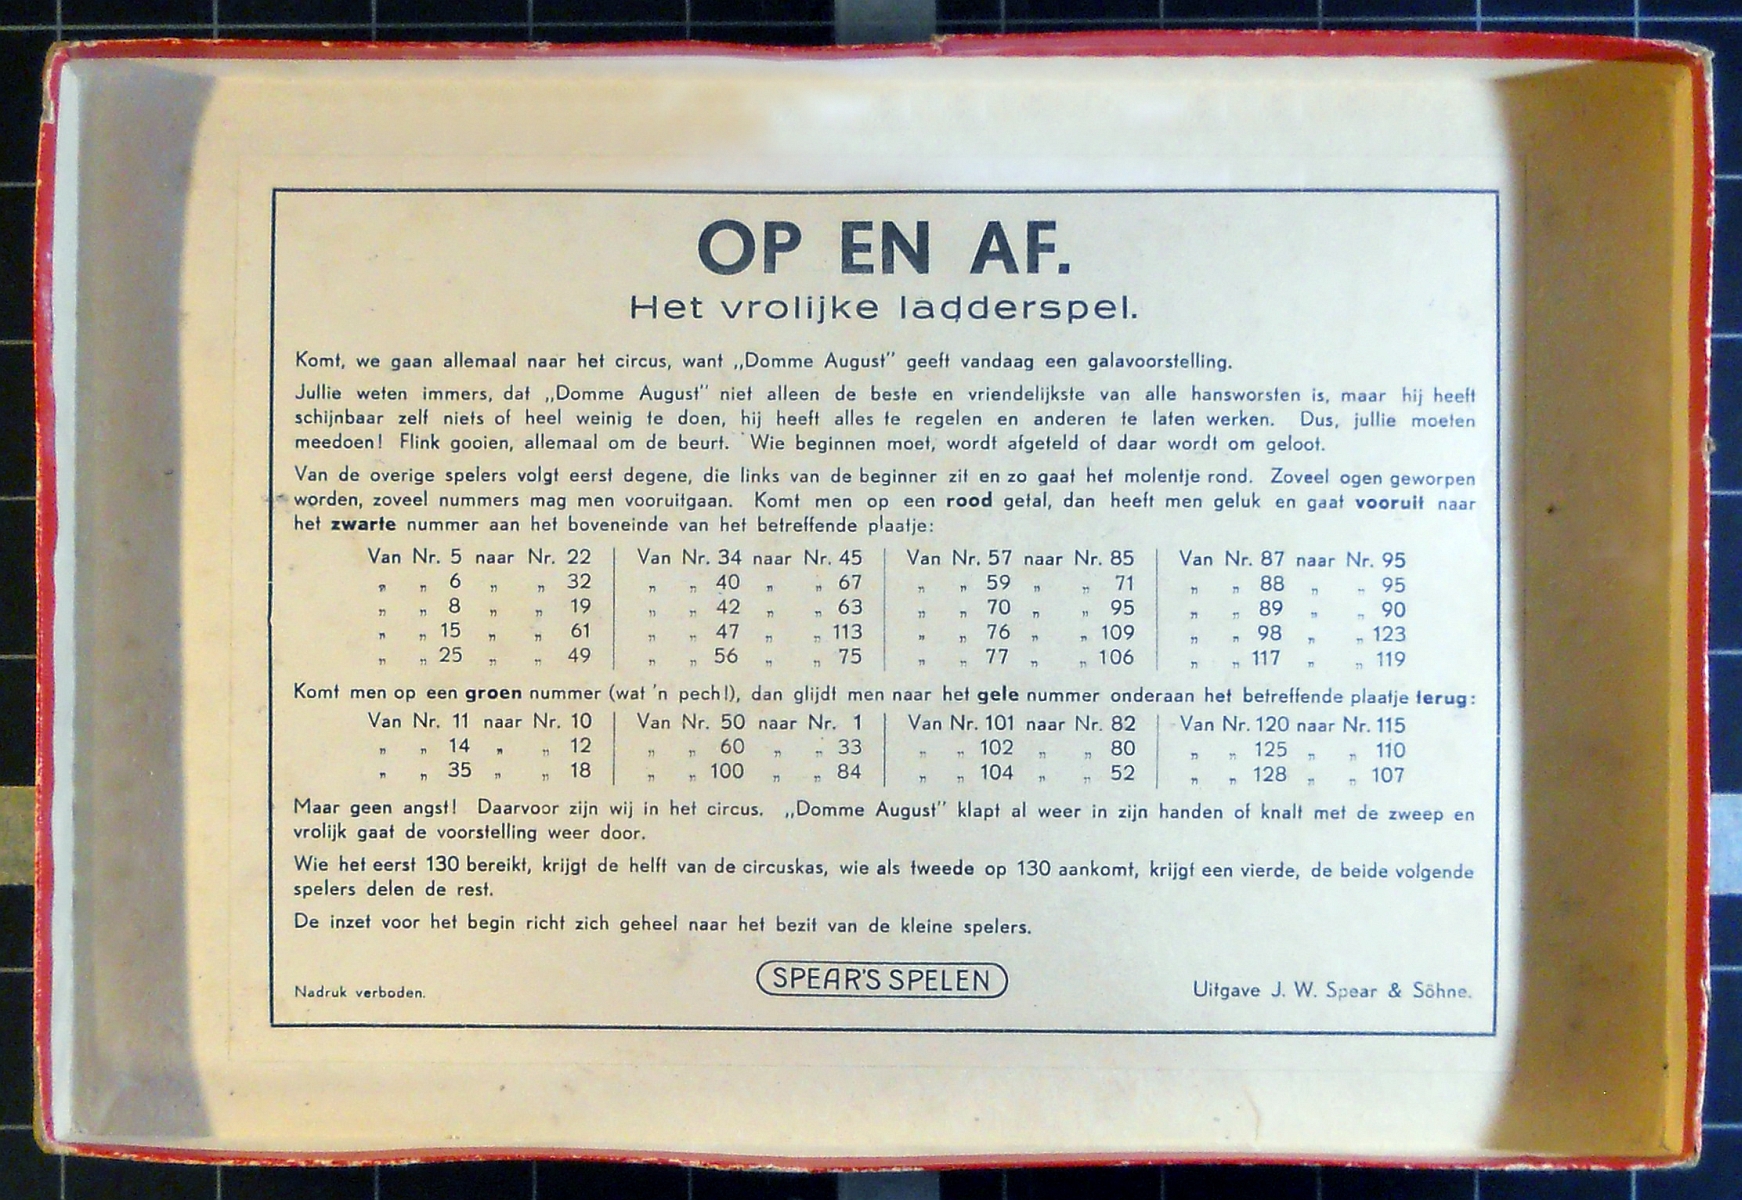 OP EN AF.
Het vrolijke ladderspel.
Komt, we gaan allemaal naar het circus, want „Domme August" geeft vandaag een galavoorstelling.
Jullie weten immers, dat „Domme August" niet alleen de beste en vriendelijkste van alle hansworsten is, maar hij heeft
schijnbaar zelf niets of heel weinig te doen, hij heeft alles te regelen en anderen te laten werken. Dus, jullie moeten
meedoen! Flink gooien, allemaal om de beurt. Wie beginnen moet, wordt afgeteld of daar wordt om geloot.
Van de overige spelers volgt eerst degene, die links van de beginner zit en zo gaat het molentje rond. Zoveel ogen geworpen
worden, zoveel nummers mag men vooruitgaan. Komt men op een rood getal, dan heeft men geluk en gaat vooruit naar
het zwarte nummer aan het boveneinde van het betreffende plaatje:
Van Nr. 5 naar Nr. 22 | Van Nr. 34 naar Nr. 45 | Van Nr. 57 naar Nr. 85 | Van Nr. 87 naar Nr. 95
„ „ 6 „ „ 32 | „ „ 40 „ „ 67 | „ „ 59 „ „ 71 | „ „ 88 „ „ 95
„ „ 8 „ „ 19 | „ „ 42 „ „ 63 | „ „ 70 „ „ 95 | „ „ 89 „ „ 90
„ „ 15 „ „ 61 | „ „ 47 „ „ 113 | „ „ 76 „ „ 109 | „ „ 98 „ „ 123
„ „ 25 „ „ 49 | „ „ 56 „ „ 75 | „ „ 77 „ „ 106 | „ „ 117 „ „ 119
Komt men op een groen nummer (wat 'n pech!), dan glijdt men naar het gele nummer onderaan het betreffende plaatje terug:
Van Nr. 11 naar Nr. 10 | Van Nr. 50 naar Nr. 1 | Van Nr. 101 naar Nr. 82 | Van Nr. 120 naar Nr. 115
„ „ 14 „ „ 12 | „ „ 60 „ „ 33 | „ „ 102 „ „ 80 | „ „ 125 „ „ 110
„ „ 35 „ „ 18 | „ „ 100 „ „ 84 | „ „ 104 „ „ 52 | „ „ 128 „ „ 107
Maar geen angst! Daarvoor zijn wij in het circus. „Domme August" klapt al weer in zijn handen of knalt met de zweep en
vrolijk gaat de voorstelling weer door.
Wie het eerst 130 bereikt, krijgt de helft van de circuskas, wie als tweede op 130 aankomt, krijgt een vierde, de beide volgende
spelers delen de rest.
De inzet voor het begin richt zich geheel naar het bezit van de kleine spelers.
Nadruk verboden. SPEAR'S SPELEN Uitgave J. W. Spear & Söhne.